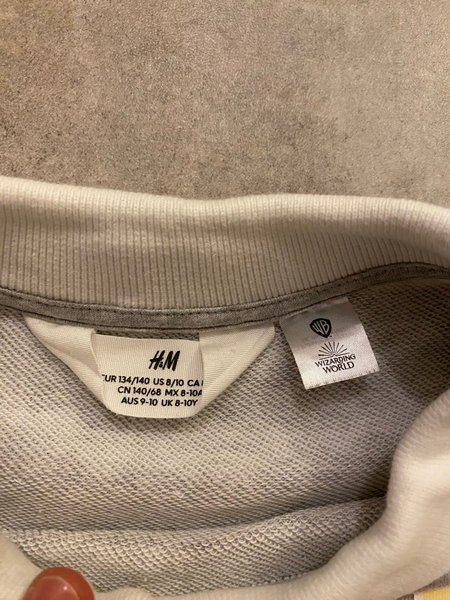 H&M
EUR 134/140 US 8/10 CA
CN 140/68 MX 8-10A
AUS 9-10 UK 8-10Y
WB
WIZARDING
WORLD